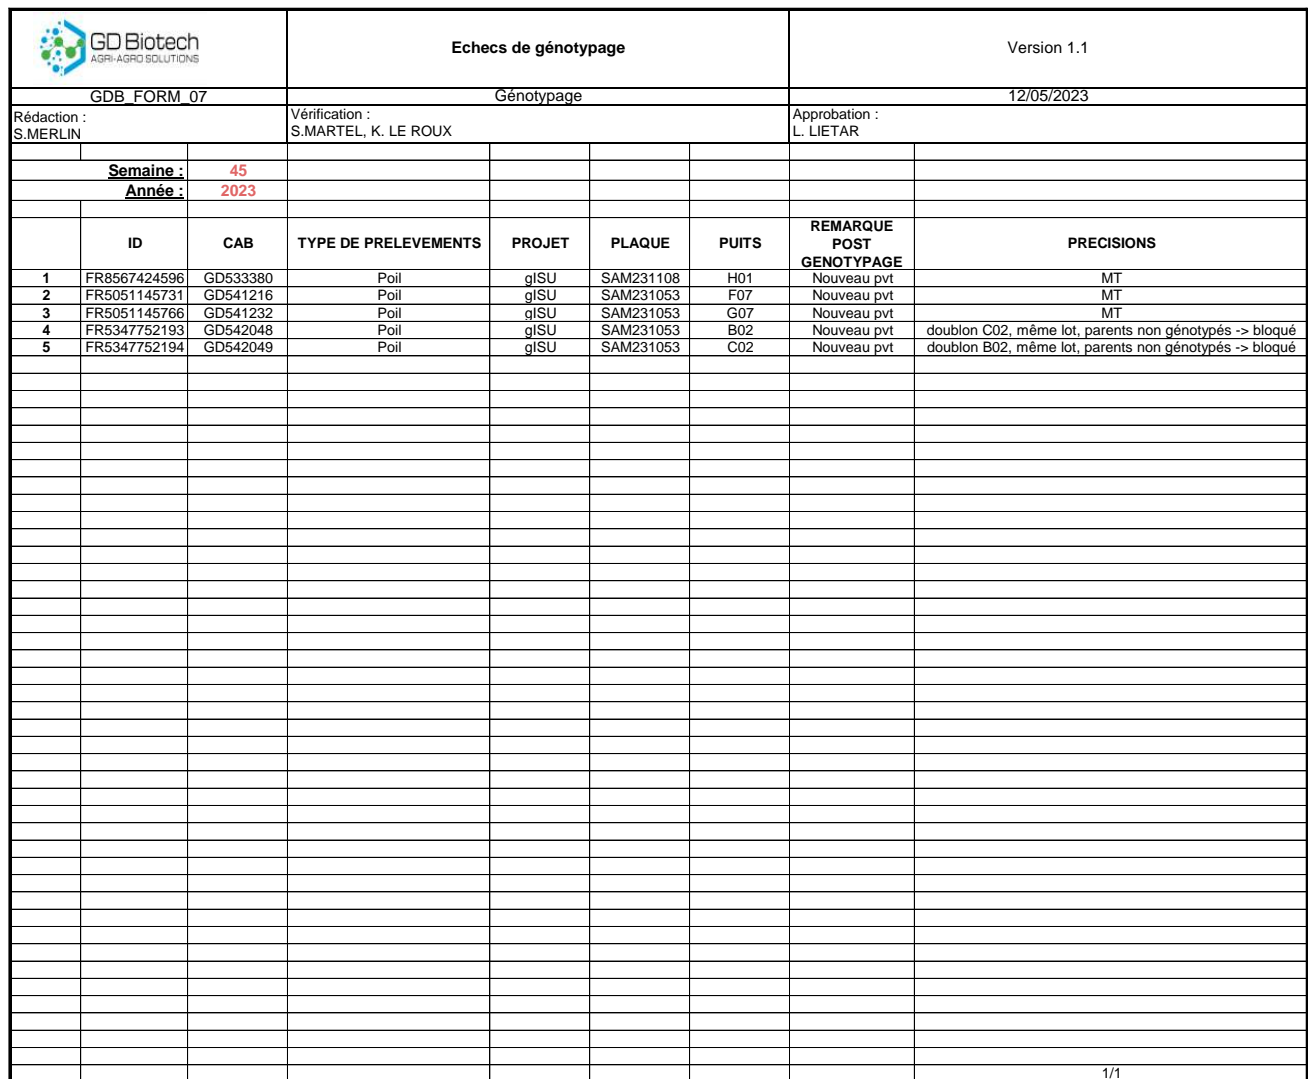 GD Biotech
AGRI-AGRO SOLUTIONS
Echecs de génotypage
Version 1.1
GDB_FORM_07 Génotypage 12/05/2023
Rédaction :
S.MERLIN
Vérification :
S.MARTEL, K. LE ROUX
Approbation :
L. LIETAR
Semaine : 45
Année : 2023
ID CAB TYPE DE PRELEVEMENTS PROJET PLAQUE PUITS REMARQUE POST GENOTYPAGE PRECISIONS
1 FR8567424596 GD533380 Poil gISU SAM231108 H01 Nouveau pvt MT
2 FR5051145731 GD541216 Poil gISU SAM231053 F07 Nouveau pvt MT
3 FR5051145766 GD541232 Poil gISU SAM231053 G07 Nouveau pvt MT
4 FR5347752193 GD542048 Poil gISU SAM231053 B02 Nouveau pvt doublon C02, même lot, parents non génotypés -> bloqué
5 FR5347752194 GD542049 Poil gISU SAM231053 C02 Nouveau pvt doublon B02, même lot, parents non génotypés -> bloqué
1/1